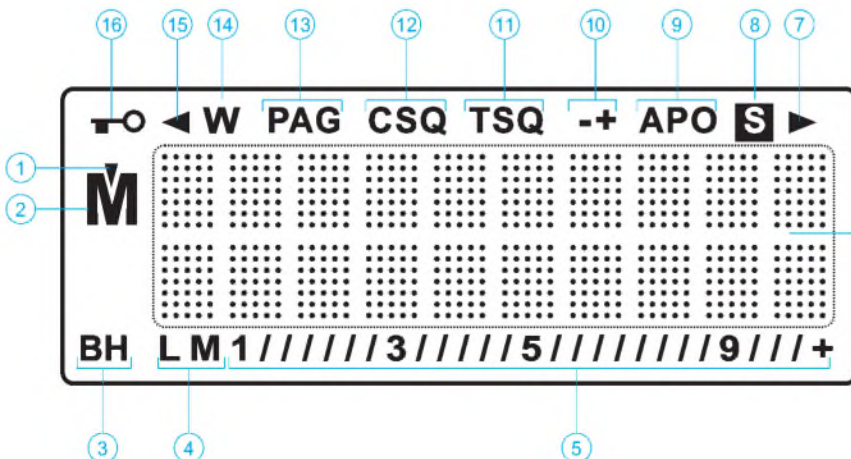 16 15 14 13 12 11 10 9 8 7
W PAG CSQ TSQ -+ APO S
1
M
2
BH L M 1 / / / / / / 3 / / / / / 5 / / / / / / / / 9 / / / +
3 4 5